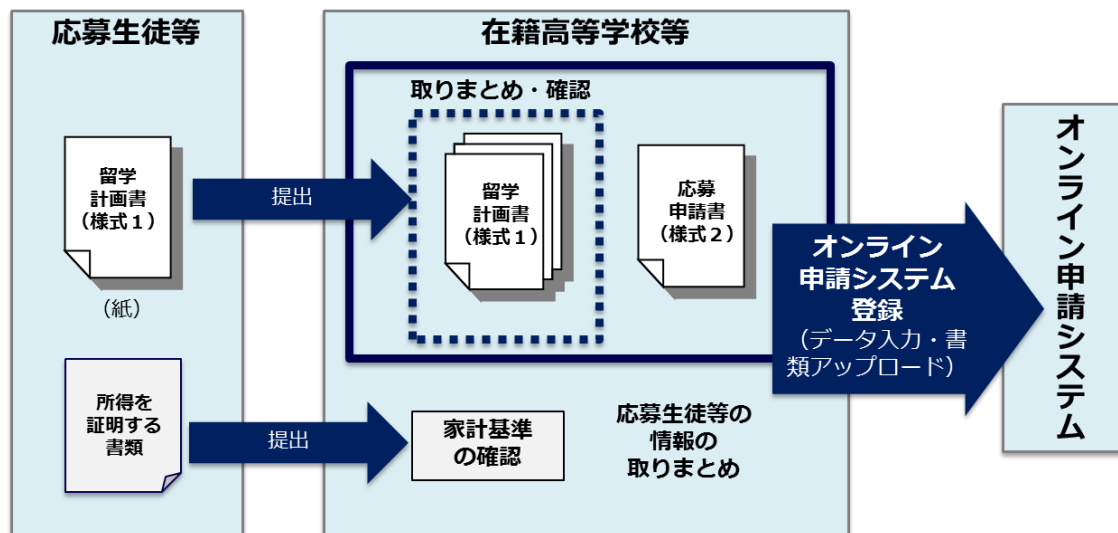 応募生徒等
留学
計画書
（様式１）
（紙）
所得を
証明する
書類
提出
提出
在籍高等学校等
取りまとめ・確認
留学
計画書
（様式１）
応募
申請書
（様式２）
家計基準
の確認
応募生徒等の
情報の
取りまとめ
オンライン
申請システム
登録
（データ入力・書
類アップロード）
オンライン申請システム